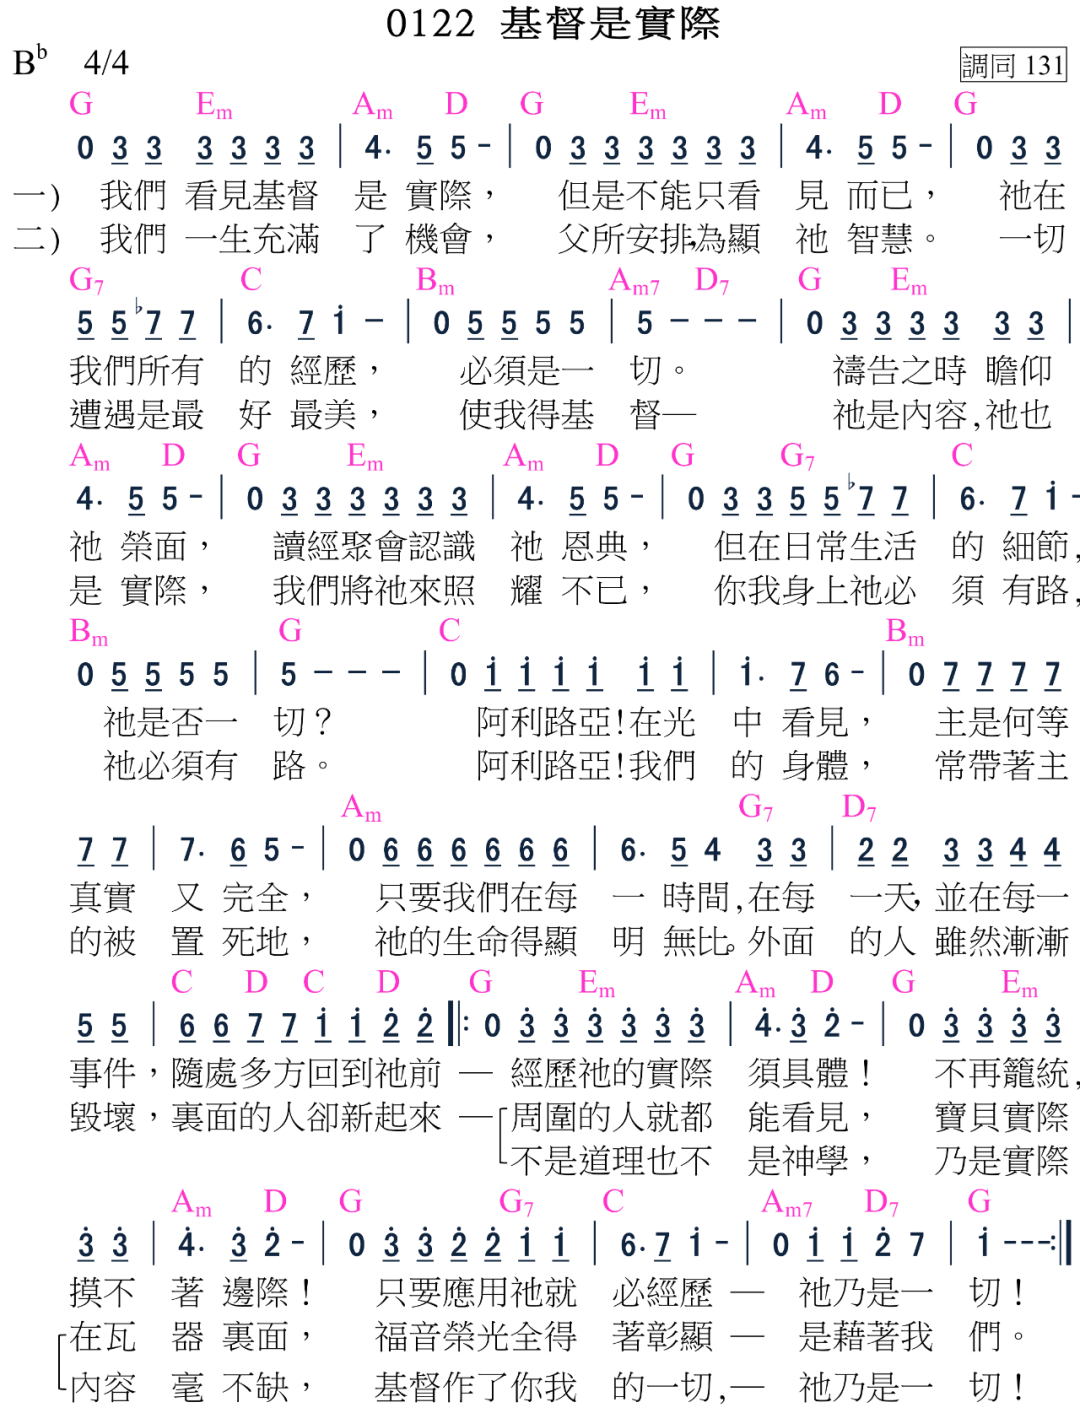 0122 基督是實際
B♭ 4/4 調同 131
G Em Am D G Em Am D G
0 3 3 3 3 3 3 | 4. 5 5 - | 0 3 3 3 3 3 3 | 4. 5 5 - | 0 3 3
一) 我們 看見基督 是 實際， 但是不能只看 見 而已， 祂在
二) 我們 一生充滿 了 機會， 父所安排,為顯 祂 智慧。 一切
G7 C Bm Am7 D7 G Em
5 5 ♭7 7 | 6. 7 i - | 0 5 5 5 5 | 5 - - - | 0 3 3 3 3 3 3 |
我們所有 的 經歷， 必須是一 切。 禱告之時 瞻仰
遭遇是最 好 最美， 使我得基 督— 祂是內容,祂也
Am D G Em Am D G G7 C
4. 5 5 - | 0 3 3 3 3 3 3 | 4. 5 5 - | 0 3 3 5 5 ♭7 7 | 6. 7 i -
祂 榮面， 讀經聚會認識 祂 恩典， 但在日常生活 的 細節,
是 實際， 我們將祂來照 耀 不已， 你我身上祂必 須 有路,
Bm G C Bm
0 5 5 5 5 | 5 - - - | 0 i i i i i i | i. 7 6 - | 0 7 7 7 7
祂是否一 切？ 阿利路亞!在光 中 看見， 主是何等
祂必須有 路。 阿利路亞!我們 的 身體， 常帶著主
Am G7 D7
7 7 | 7. 6 5 - | 0 6 6 6 6 6 6 | 6. 5 4 3 3 | 2 2 3 3 4 4
真實 又 完全， 只要我們在每 一 時間,在每 一天, 並在每一
的被 置 死地， 祂的生命得顯 明 無比。外面 的人 雖然漸漸
C D C D G Em Am D G Em
5 5 | 6 6 7 7 i i 2̇ 2̇ ‖: 0 3̇ 3̇ 3̇ 3̇ 3̇ 3̇ | 4̇. 3̇ 2̇ - | 0 3̇ 3̇ 3̇ 3̇
事件，隨處多方回到祂前 — 經歷祂的實際 須具體！ 不再籠統,
毀壞，裏面的人卻新起來 — 周圍的人就都 能看見， 寶貝實際
不是道理也不 是神學， 乃是實際
Am D G G7 C Am7 D7 G
3̇ 3̇ | 4̇. 3̇ 2̇ - | 0 3̇ 3̇ 2̇ 2̇ i i | 6. 7 i - | 0 i i 2̇ 7 | i - - - :‖
摸不 著 邊際！ 只要應用祂就 必經歷 — 祂乃是一 切！
在瓦 器 裏面， 福音榮光全得 著彰顯 — 是藉著我 們。
內容 毫 不缺， 基督作了你我 的一切,— 祂乃是一 切！